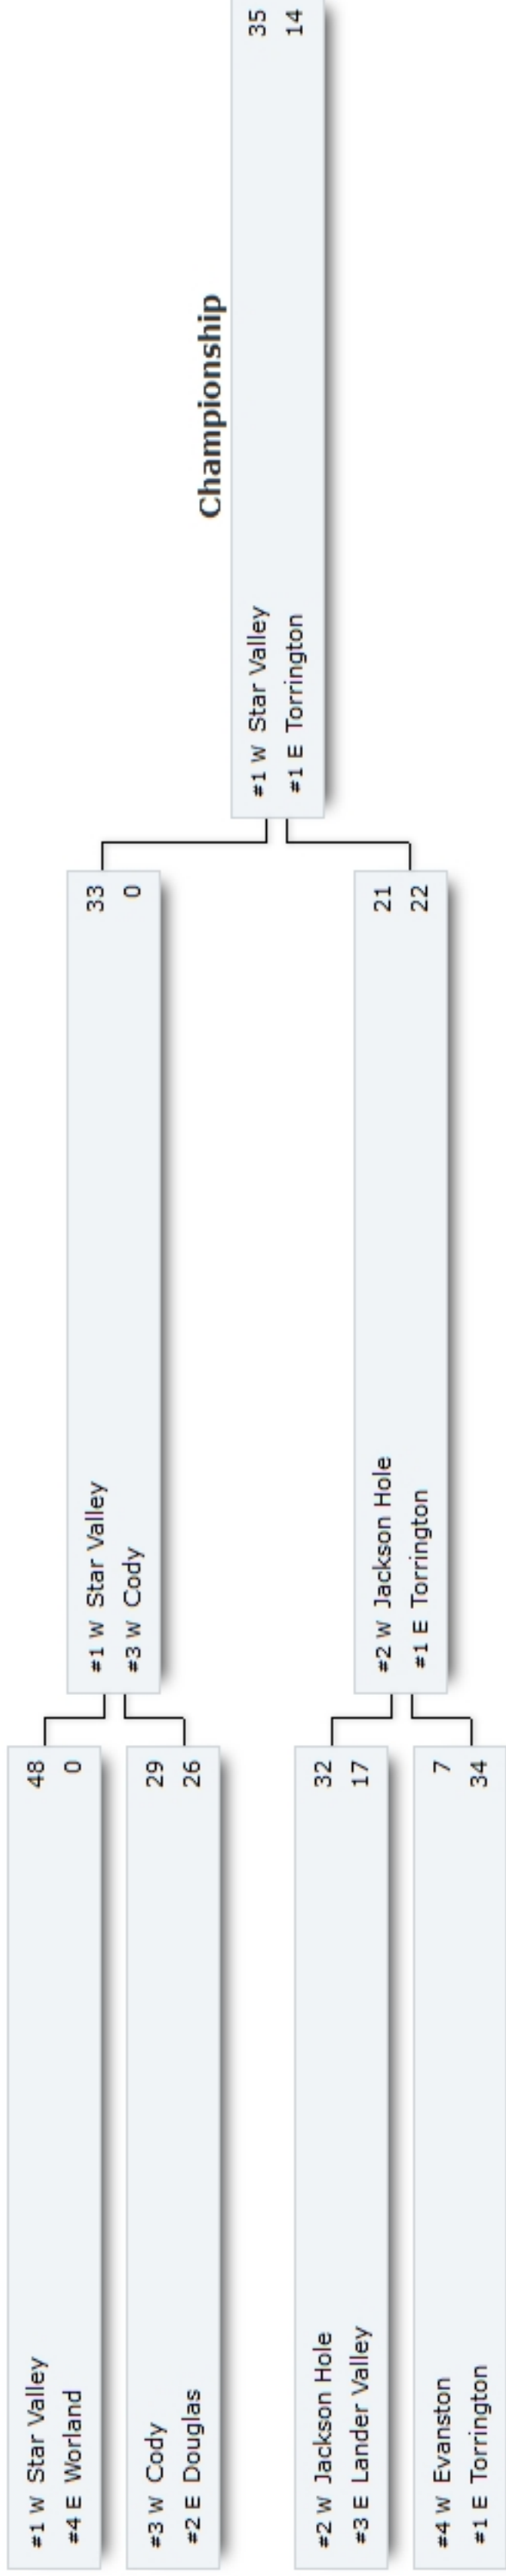 #1 W Star Valley 48
#4 E Worland 0
#3 W Cody 29
#2 E Douglas 26
#2 W Jackson Hole 32
#3 E Lander Valley 17
#4 W Evanston 7
#1 E Torrington 34
#1 W Star Valley 33
#3 W Cody 0
#2 W Jackson Hole 21
#1 E Torrington 22
Championship
#1 W Star Valley 35
#1 E Torrington 14